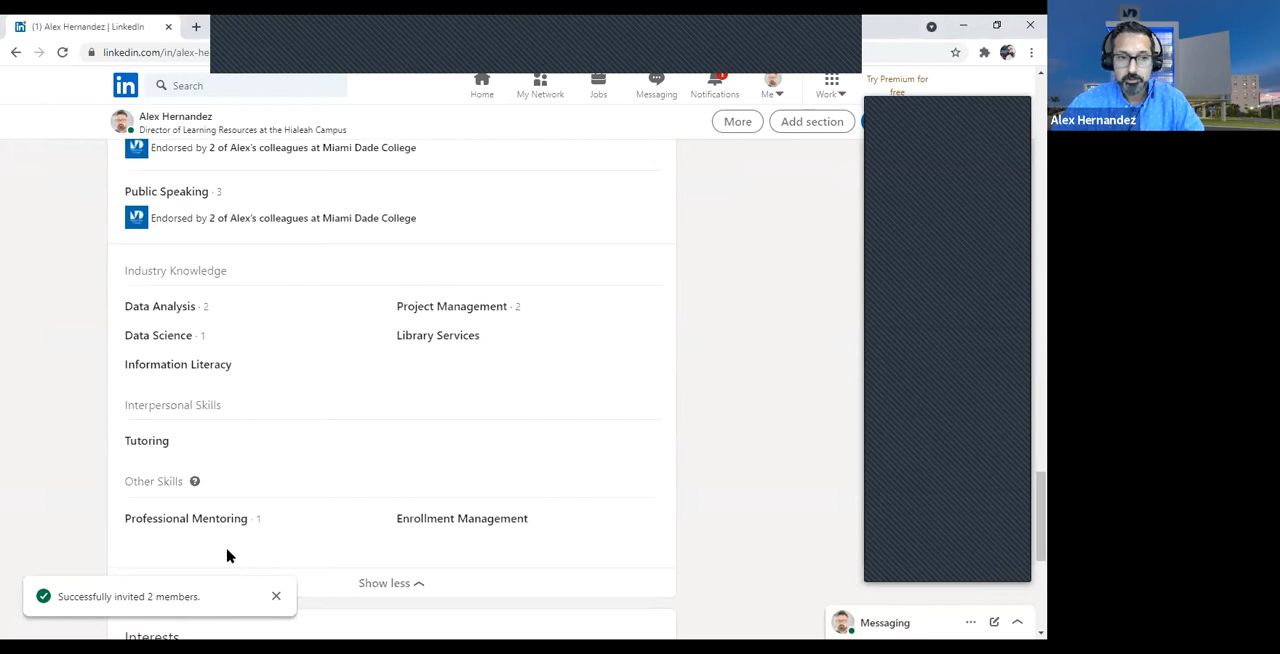 (1) Alex Hernandez | LinkedIn
linkedin.com/in/alex-he
in
Search
Home
My Network
Jobs
Messaging
Notifications
Me
Work
Try Premium for
free
Alex Hernandez
Director of Learning Resources at the Hialeah Campus
More
Add section
Endorsed by 2 of Alex's colleagues at Miami Dade College
Public Speaking · 3
Endorsed by 2 of Alex's colleagues at Miami Dade College
Industry Knowledge
Data Analysis · 2
Project Management · 2
Data Science · 1
Library Services
Information Literacy
Interpersonal Skills
Tutoring
Other Skills
Professional Mentoring · 1
Enrollment Management
Show less
Successfully invited 2 members.
Interests
Messaging
Alex Hernandez